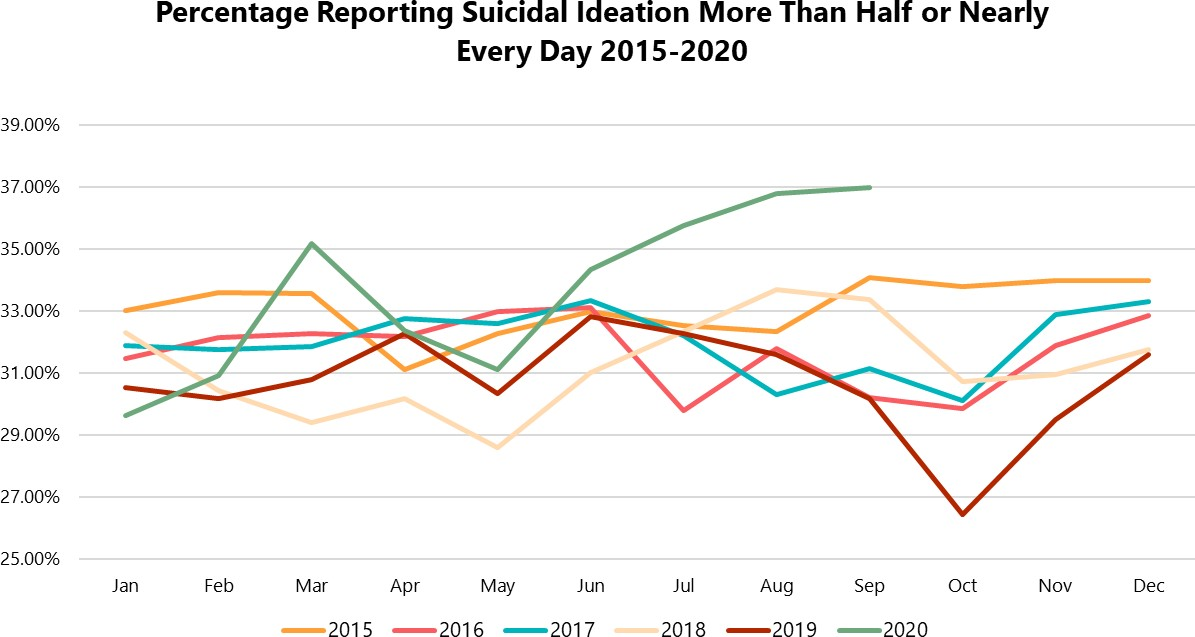 Percentage Reporting Suicidal Ideation More Than Half or Nearly
Every Day 2015-2020
39.00%
37.00%
35.00%
33.00%
31.00%
29.00%
27.00%
25.00%
Jan Feb Mar Apr May Jun Jul Aug Sep Oct Nov Dec
2015 2016 2017 2018 2019 2020